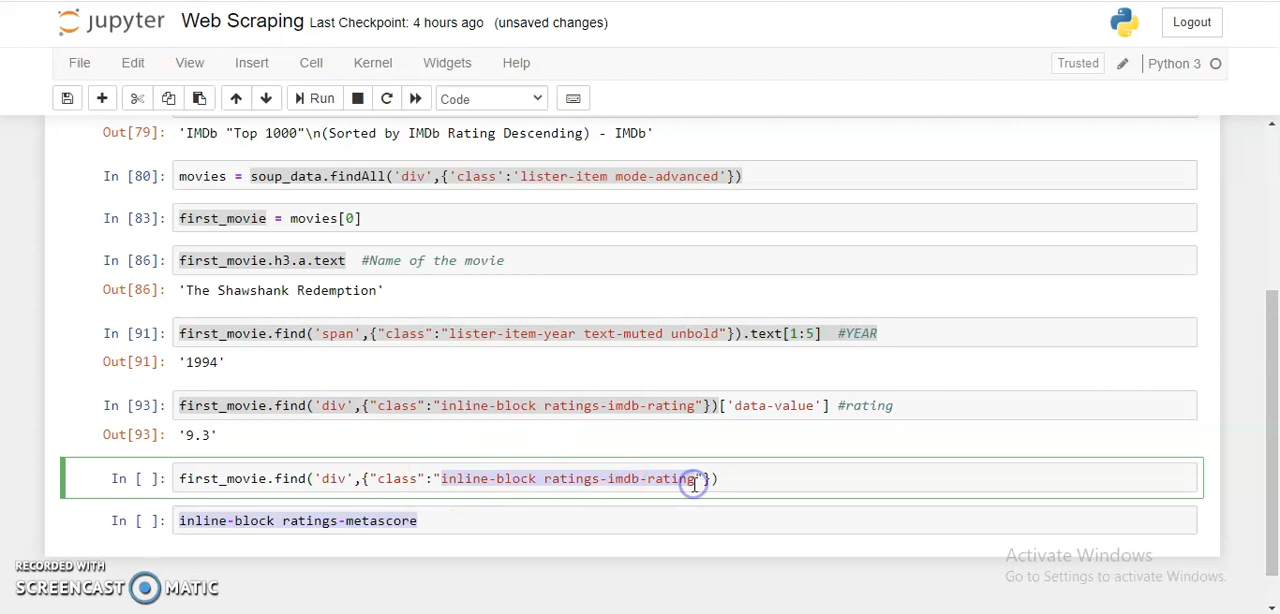 jupyter Web Scraping Last Checkpoint: 4 hours ago (unsaved changes) Logout
File Edit View Insert Cell Kernel Widgets Help Trusted Python 3
Run Code
Out[79]: 'IMDb "Top 1000"\n(Sorted by IMDb Rating Descending) - IMDb'
In [80]: movies = soup_data.findAll('div',{'class':'lister-item mode-advanced'})
In [83]: first_movie = movies[0]
In [86]: first_movie.h3.a.text #Name of the movie
Out[86]: 'The Shawshank Redemption'
In [91]: first_movie.find('span',{"class":"lister-item-year text-muted unbold"}).text[1:5] #YEAR
Out[91]: '1994'
In [93]: first_movie.find('div',{"class":"inline-block ratings-imdb-rating"})['data-value'] #rating
Out[93]: '9.3'
In [ ]: first_movie.find('div',{"class":"inline-block ratings-imdb-rating"})
In [ ]: inline-block ratings-metascore
Activate Windows
Go to Settings to activate Windows.
RECORDED WITH
SCREENCAST MATIC